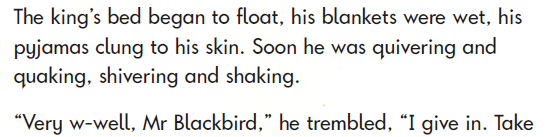 The king’s bed began to float, his blankets were wet, his
pyjamas clung to his skin. Soon he was quivering and
quaking, shivering and shaking.
“Very w-well, Mr Blackbird,” he trembled, “I give in. Take